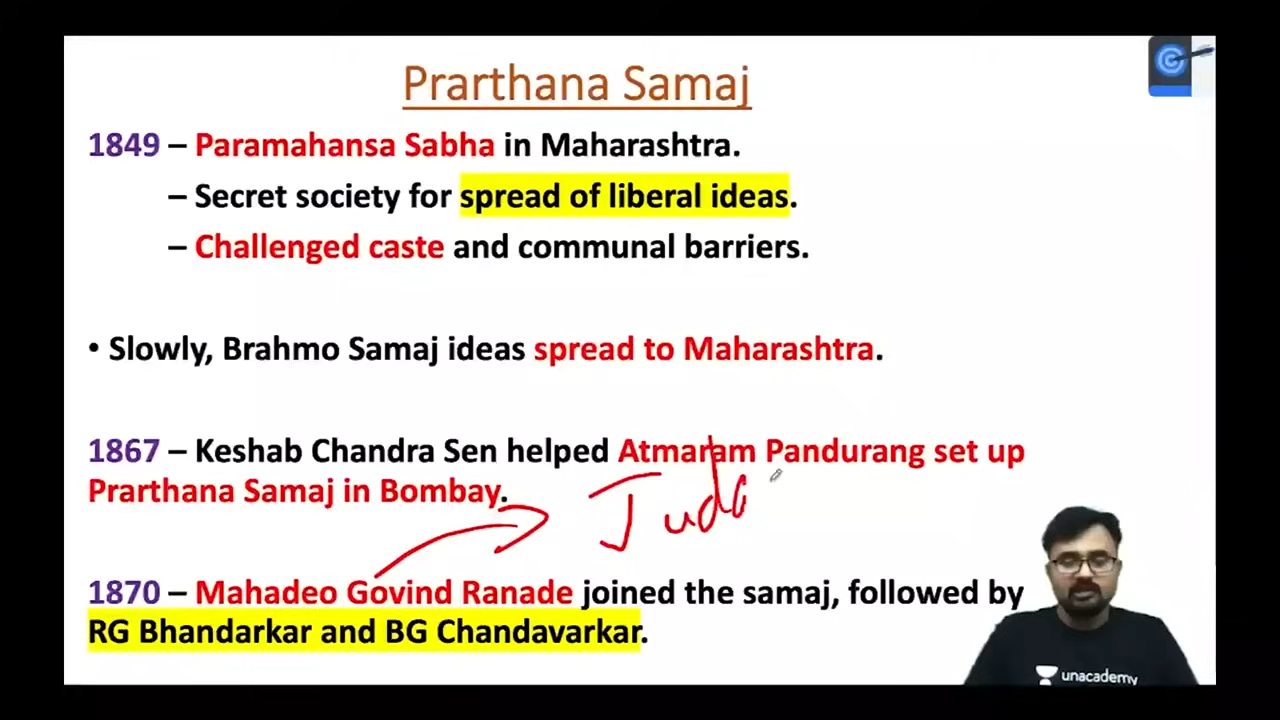 Prarthana Samaj
1849 – Paramahansa Sabha in Maharashtra.
– Secret society for spread of liberal ideas.
– Challenged caste and communal barriers.
• Slowly, Brahmo Samaj ideas spread to Maharashtra.
1867 – Keshab Chandra Sen helped Atmaram Pandurang set up
Prarthana Samaj in Bombay.
Jud
1870 – Mahadeo Govind Ranade joined the samaj, followed by
RG Bhandarkar and BG Chandavarkar.
unacademy